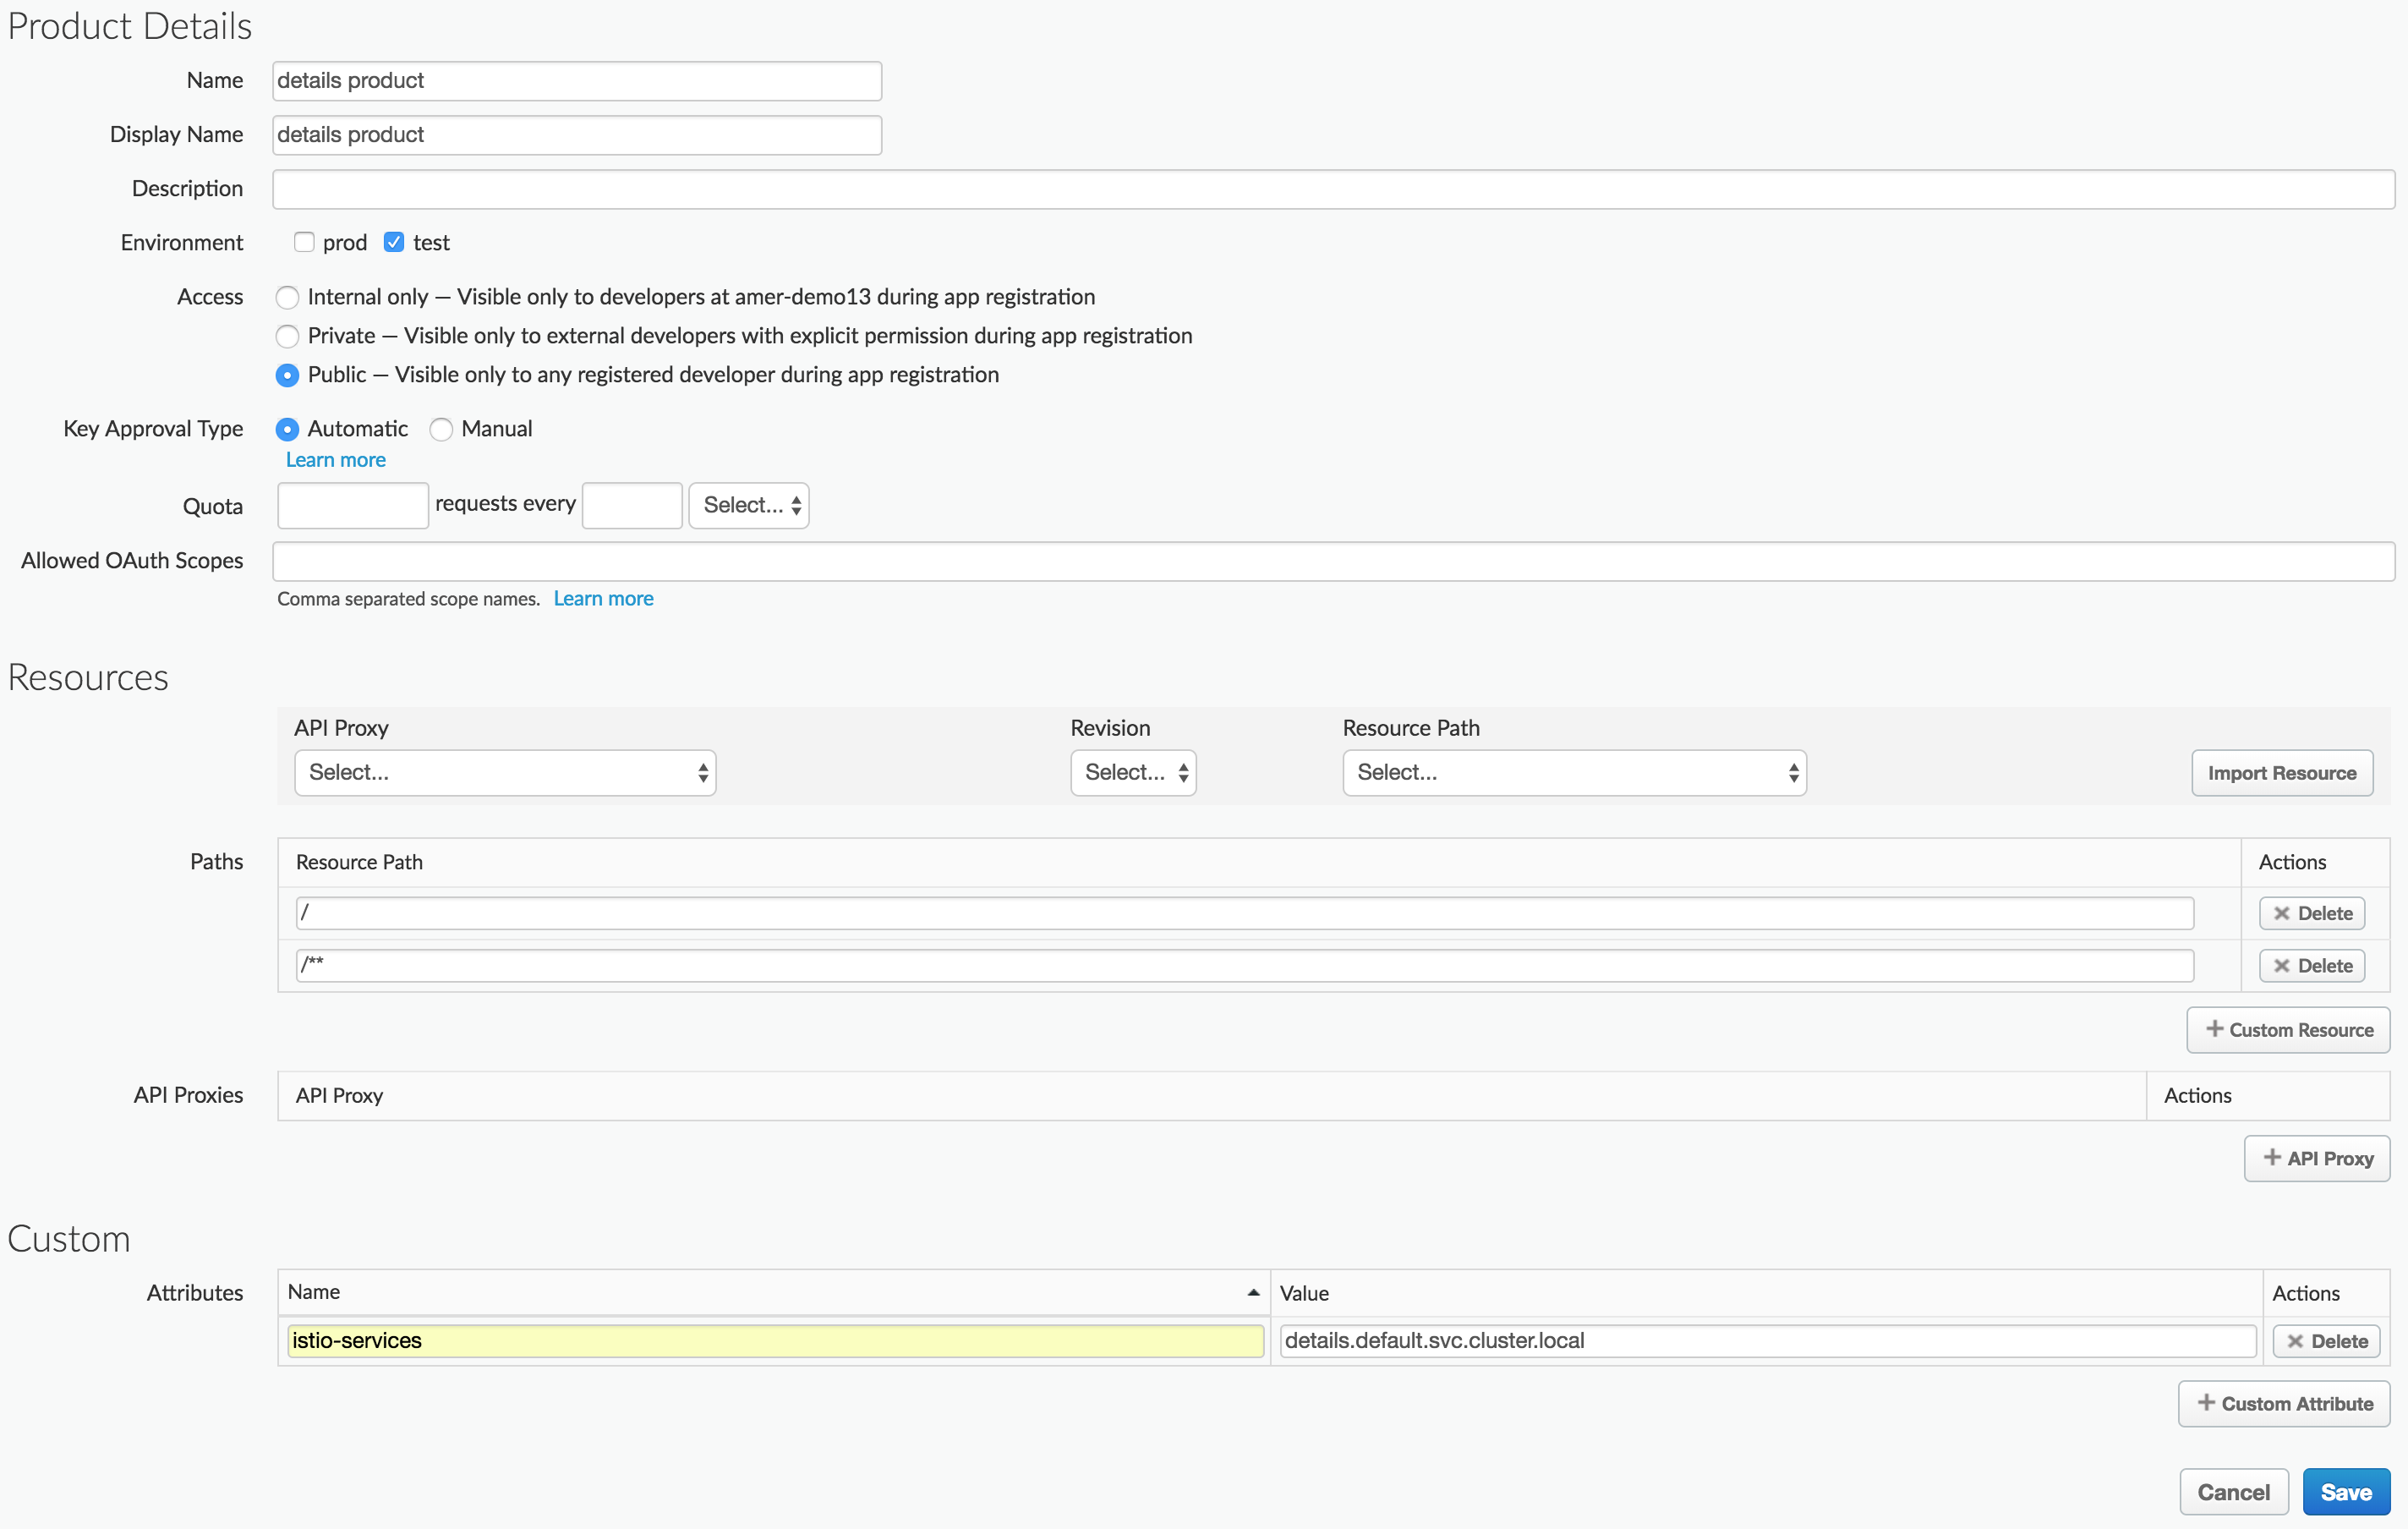 Product Details
Name details product
Display Name details product
Description
Environment prod test
Access Internal only — Visible only to developers at amer-demo13 during app registration
Private — Visible only to external developers with explicit permission during app registration
Public — Visible only to any registered developer during app registration
Key Approval Type Automatic Manual
Learn more
Quota requests every Select...
Allowed OAuth Scopes
Comma separated scope names. Learn more
Resources
API Proxy Revision Resource Path
Select... Select... Select... Import Resource
Paths Resource Path Actions
/ Delete
/** Delete
+ Custom Resource
API Proxies API Proxy Actions
+ API Proxy
Custom
Attributes Name Value Actions
istio-services details.default.svc.cluster.local Delete
+ Custom Attribute
Cancel Save